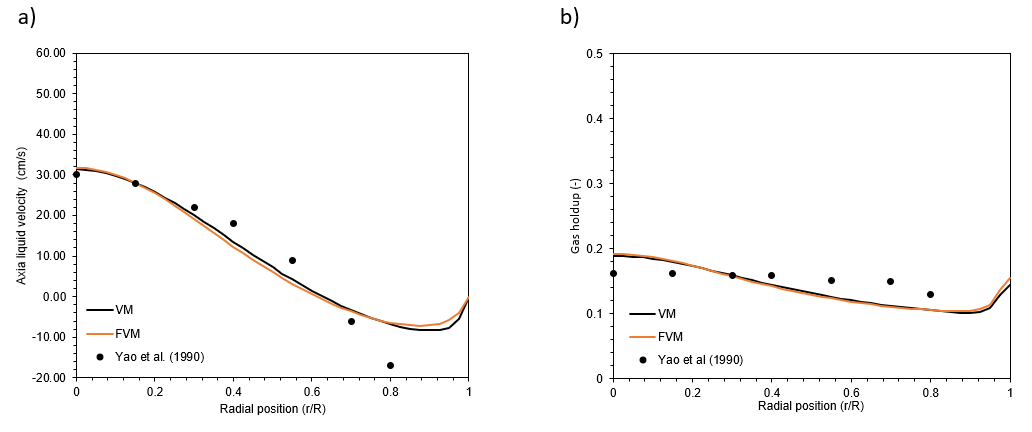 a)
60.00
50.00
40.00
30.00
20.00
10.00
0.00
-10.00
-20.00
Axia liquid velocity (cm/s)
VM
FVM
Yao et al. (1990)
0 0.2 0.4 0.6 0.8 1
Radial position (r/R)
b)
0.5
0.4
0.3
0.2
0.1
0
Gas holdup (-)
VM
FVM
Yao et al (1990)
0 0.2 0.4 0.6 0.8 1
Radial position (r/R)